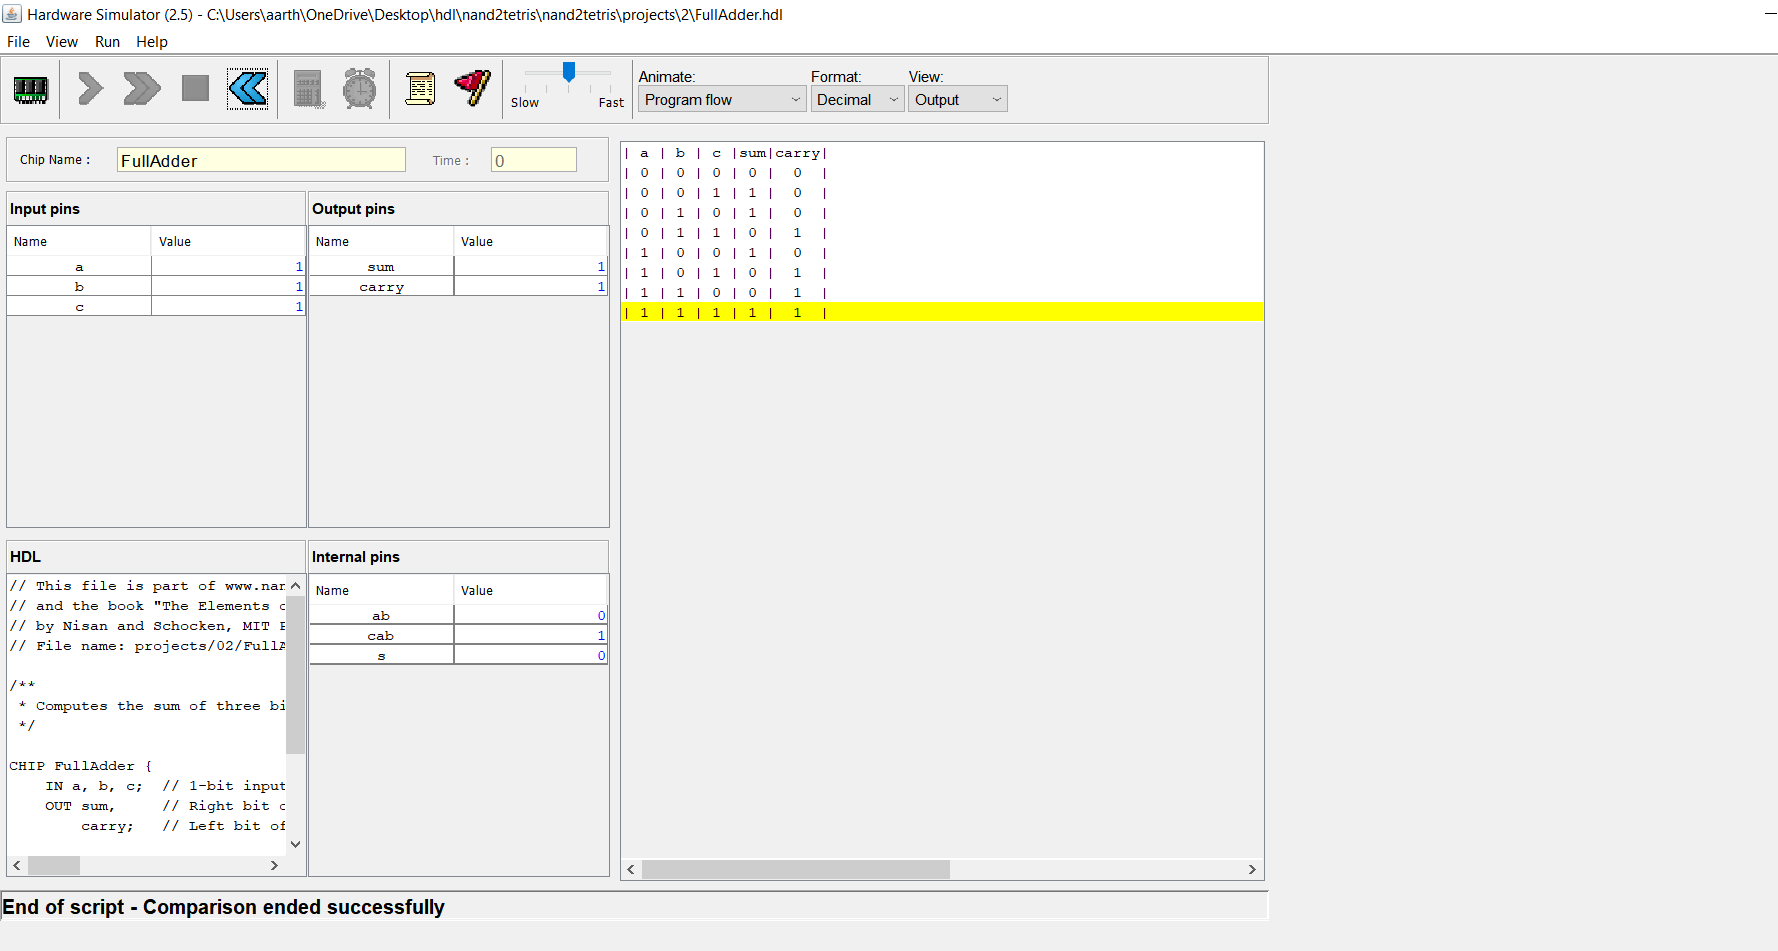 Hardware Simulator (2.5) - C:\Users\aarth\OneDrive\Desktop\hdl\nand2tetris\nand2tetris\projects\2\FullAdder.hdl
File View Run Help
Slow Fast
Animate: Format: View:
Program flow Decimal Output
Chip Name : FullAdder Time : 0
Input pins
Name Value
a 1
b 1
c 1
Output pins
Name Value
sum 1
carry 1
| a | b | c |sum|carry|
| 0 | 0 | 0 | 0 | 0 |
| 0 | 0 | 1 | 1 | 0 |
| 0 | 1 | 0 | 1 | 0 |
| 0 | 1 | 1 | 0 | 1 |
| 1 | 0 | 0 | 1 | 0 |
| 1 | 0 | 1 | 0 | 1 |
| 1 | 1 | 0 | 0 | 1 |
| 1 | 1 | 1 | 1 | 1 |
HDL
// This file is part of www.nan
// and the book "The Elements o
// by Nisan and Schocken, MIT P
// File name: projects/02/FullA
/**
* Computes the sum of three bi
*/
CHIP FullAdder {
IN a, b, c; // 1-bit input
OUT sum, // Right bit o
carry; // Left bit of
Internal pins
Name Value
ab 0
cab 1
s 0
End of script - Comparison ended successfully